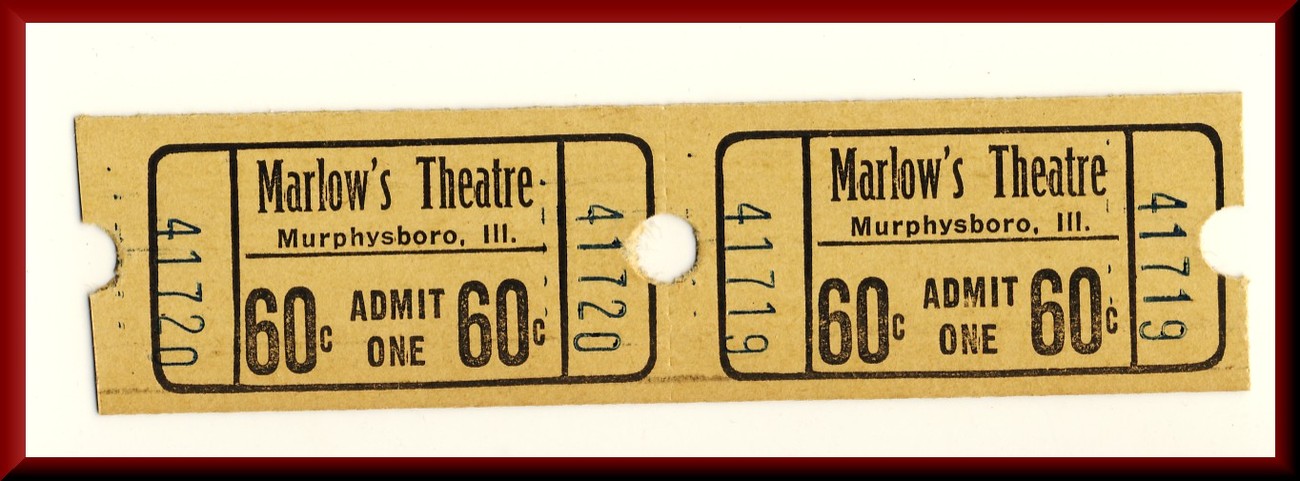 41720
Marlow's Theatre
Murphysboro, Ill.
60c ADMIT ONE 60c
41720
41719
Marlow's Theatre
Murphysboro, Ill.
60c ADMIT ONE 60c
41719